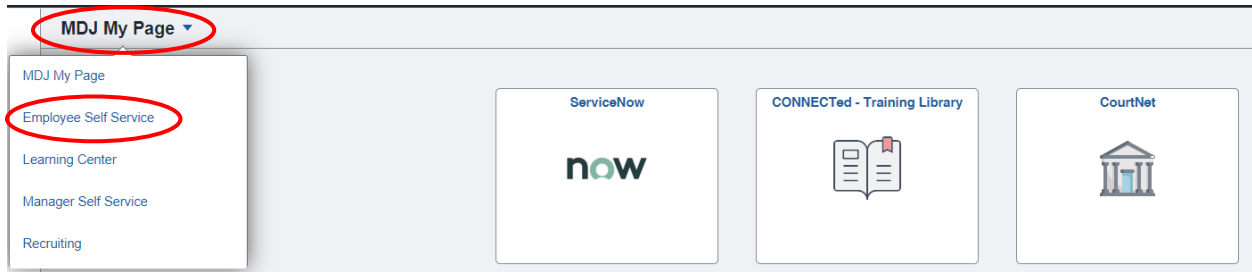 MDJ My Page
MDJ My Page
Employee Self Service
Learning Center
Manager Self Service
Recruiting
ServiceNow
now
CONNECTed - Training Library
CourtNet